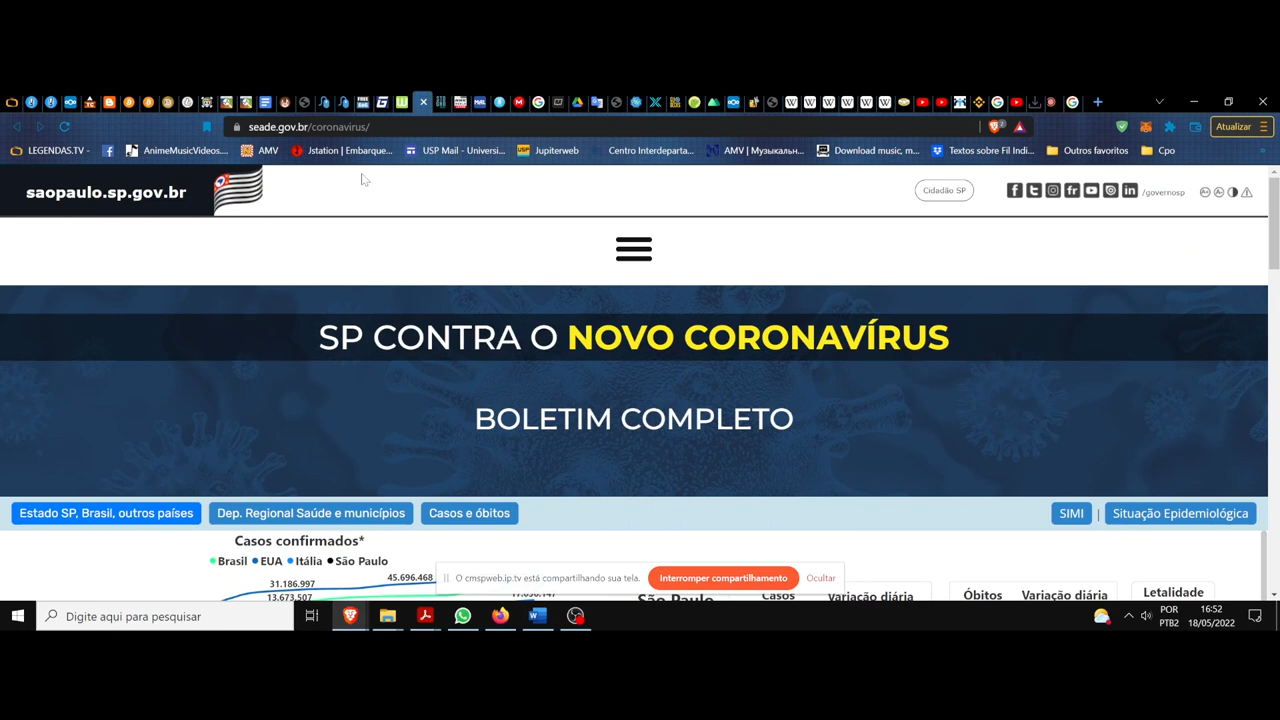 seade.gov.br/coronavirus/
Atualizar
LEGENDAS.TV
AnimeMusicVideos...
AMV
Jstation | Embarque...
USP Mail - Universi...
Jupiterweb
Centro Interdeparta...
AMV | Музыкальн...
Download music, m...
Textos sobre Fil Indi...
Outros favoritos
Cpo
saopaulo.sp.gov.br
Cidadão SP
/governosp
SP CONTRA O NOVO CORONAVÍRUS
BOLETIM COMPLETO
Estado SP, Brasil, outros países
Dep. Regional Saúde e municípios
Casos e óbitos
SIMI | Situação Epidemiológica
Casos confirmados*
Brasil EUA Itália São Paulo
45.696.468
31.186.997
13.673.507
O cmspweb.ip.tv está compartilhando sua tela.
Interromper compartilhamento
Ocultar
São Paulo
Casos
Variação diária
Óbitos
Variação diária
Letalidade
Digite aqui para pesquisar
POR
PTB2
16:52
18/05/2022